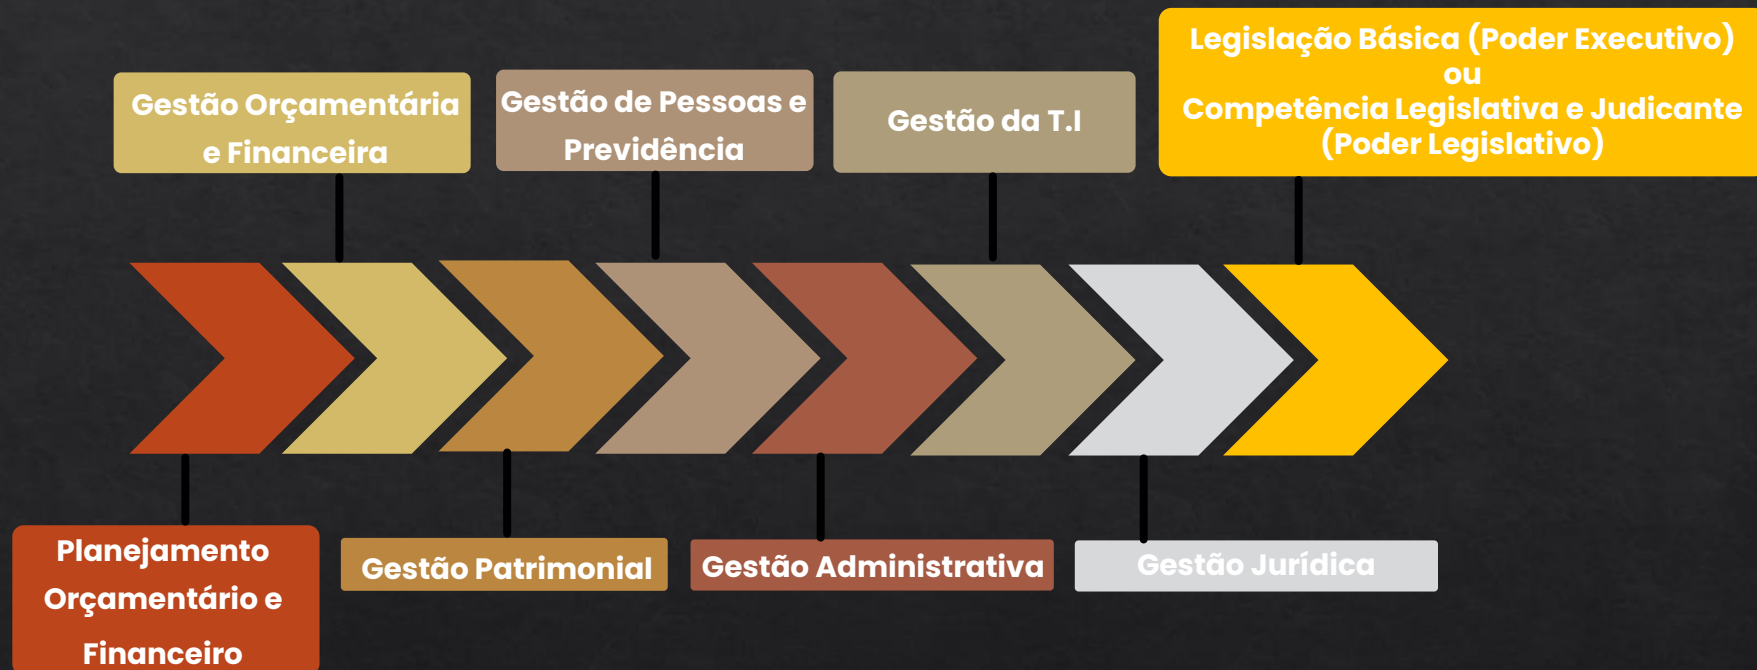 Gestão Orçamentária
e Financeira
Gestão de Pessoas e
Previdência
Gestão da T.I
Legislação Básica (Poder Executivo)
ou
Competência Legislativa e Judicante
(Poder Legislativo)
Planejamento
Orçamentário e
Financeiro
Gestão Patrimonial
Gestão Administrativa
Gestão Jurídica